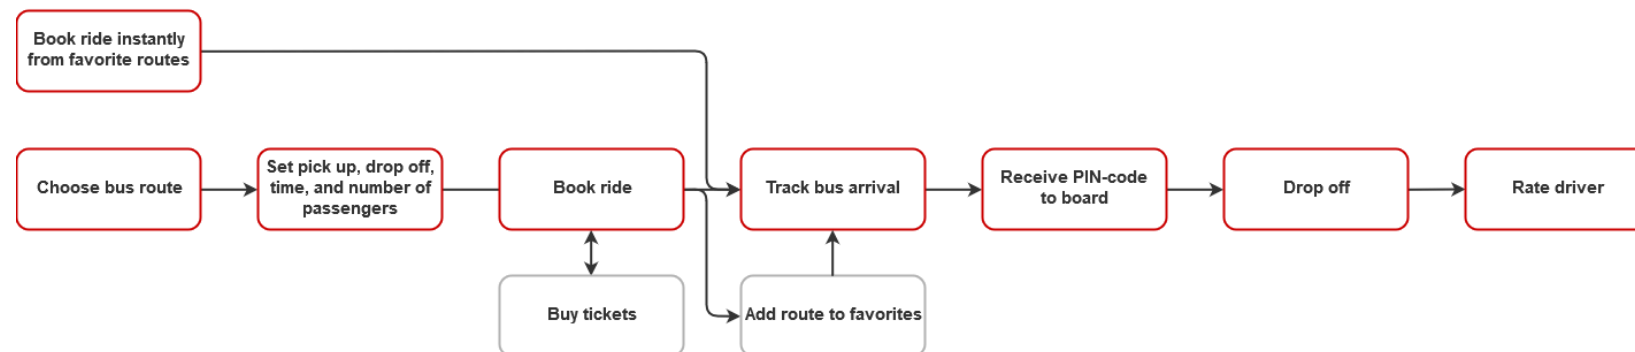 Book ride instantly
from favorite routes
Choose bus route
Set pick up, drop off,
time, and number of
passengers
Book ride
Track bus arrival
Receive PIN-code
to board
Drop off
Rate driver
Buy tickets
Add route to favorites